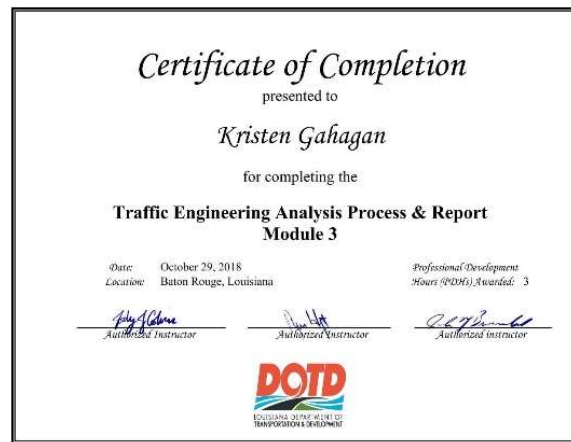 Certificate of Completion
presented to
Kristen Gahagan
for completing the
Traffic Engineering Analysis Process & Report
Module 3
Date: October 29, 2018
Location: Baton Rouge, Louisiana
Professional Development
Hours (PDHs) Awarded: 3
Authorized Instructor
Authorized Instructor
Authorized instructor
DOTD
LOUISIANA DEPARTMENT OF
TRANSPORTATION & DEVELOPMENT